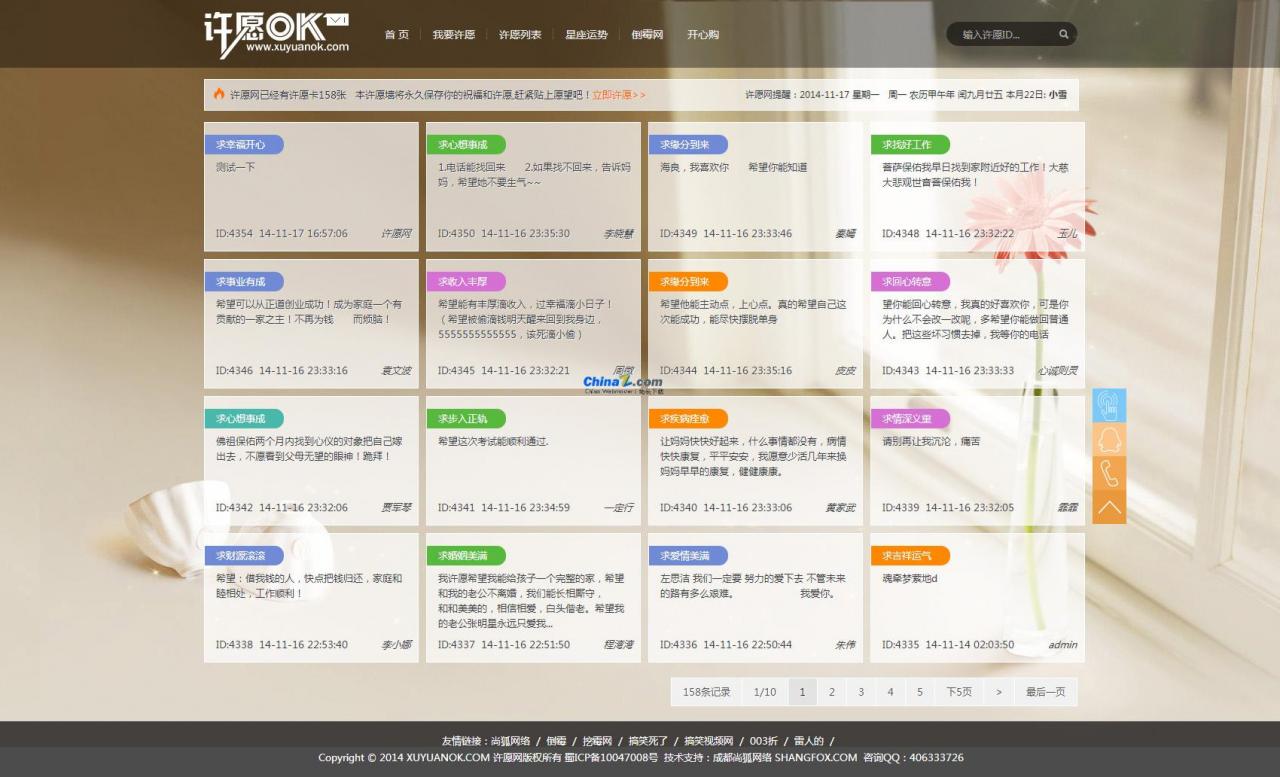 许愿OK
www.xuyuanok.com
首 页
我要许愿
许愿列表
星座运势
倒霉网
开心购
输入许愿ID...
许愿网已经有许愿卡158张 本许愿墙将永久保存你的祝福和许愿,赶紧贴上愿望吧！立即许愿>>
许愿网提醒：2014-11-17 星期一 周一 农历甲午年 闰九月廿五 本月22日: 小雪
求幸福开心
测试一下
ID:4354 14-11-17 16:57:06 许愿网
求心想事成
1.电话能找回来 2.如果找不回来，告诉妈
妈，希望她不要生气~~
ID:4350 14-11-16 23:35:30 李晓慧
求缘分到来
海良，我喜欢你 希望你能知道
ID:4349 14-11-16 23:33:46 秦嗨
求找好工作
菩萨保佑我早日找到家附近好的工作！大慈
大悲观世音菩保佑我！
ID:4348 14-11-16 23:32:22 玉儿
求事业有成
希望可以从正道创业成功！成为家庭一个有
贡献的一家之主！不再为钱 而烦脑！
ID:4346 14-11-16 23:33:16 袁文波
求收入丰厚
希望能有丰厚滴收入，过幸福滴小日子！
（希望被偷滴钱明天醒来回到我身边，
5555555555555，该死滴小偷）
ID:4345 14-11-16 23:32:21
求缘分到来
希望他能主动点，上心点。真的希望自己这
次能成功，能尽快摆脱单身
ID:4344 14-11-16 23:35:16 皮皮
求回心转意
望你能回心转意，我真的好喜欢你，可是你
为什么不会改一改呢，多希望你能做回普通
人。把这些坏习惯去掉，我等你的电话
ID:4343 14-11-16 23:33:33 心诚则灵
ChinaZ.com
求心想事成
佛祖保佑两个月内找到心仪的对象把自己嫁
出去，不愿看到父母无望的眼神！跪拜！
ID:4342 14-11-16 23:32:06 贾军琴
求步入正轨
希望这次考试能顺利通过.
ID:4341 14-11-16 23:34:59 一定行
求疾病痊愈
让妈妈快快好起来，什么事情都没有，病情
快快康复，平平安安，我愿意少活几年来换
妈妈早早的康复，健健康康。
ID:4340 14-11-16 23:33:06 黄家武
求情深义重
请别再让我沉沦，痛苦
ID:4339 14-11-16 23:32:05 霏霏
求财源滚滚
希望：借我钱的人，快点把钱归还，家庭和
睦相处，工作顺利！
ID:4338 14-11-16 22:53:40 李小娜
求婚姻美满
我许愿希望我能给孩子一个完整的家，希望
和我的老公不离婚，我们能长相厮守，
和和美美的，相信相爱，白头偕老。希望我
的老公张明星永远只爱我...
ID:4337 14-11-16 22:51:50 程湾湾
求爱情美满
左思洁 我们一定要 努力的爱下去 不管未来
的路有多么艰难。 我爱你。
ID:4336 14-11-16 22:50:44 朱伟
求吉祥运气
魂牵梦萦地d
ID:4335 14-11-14 02:03:50 admin
158条记录 1/10 1 2 3 4 5 下5页 > 最后一页
友情链接：尚狐网络 / 倒霉 / 挖霉网 / 搞笑死了 / 搞笑视频网 / 003折 / 雷人的 /
Copyright © 2014 XUYUANOK.COM 许愿网版权所有 蜀ICP备10047008号 技术支持：成都尚狐网络 SHANGFOX.COM 咨询QQ：406333726